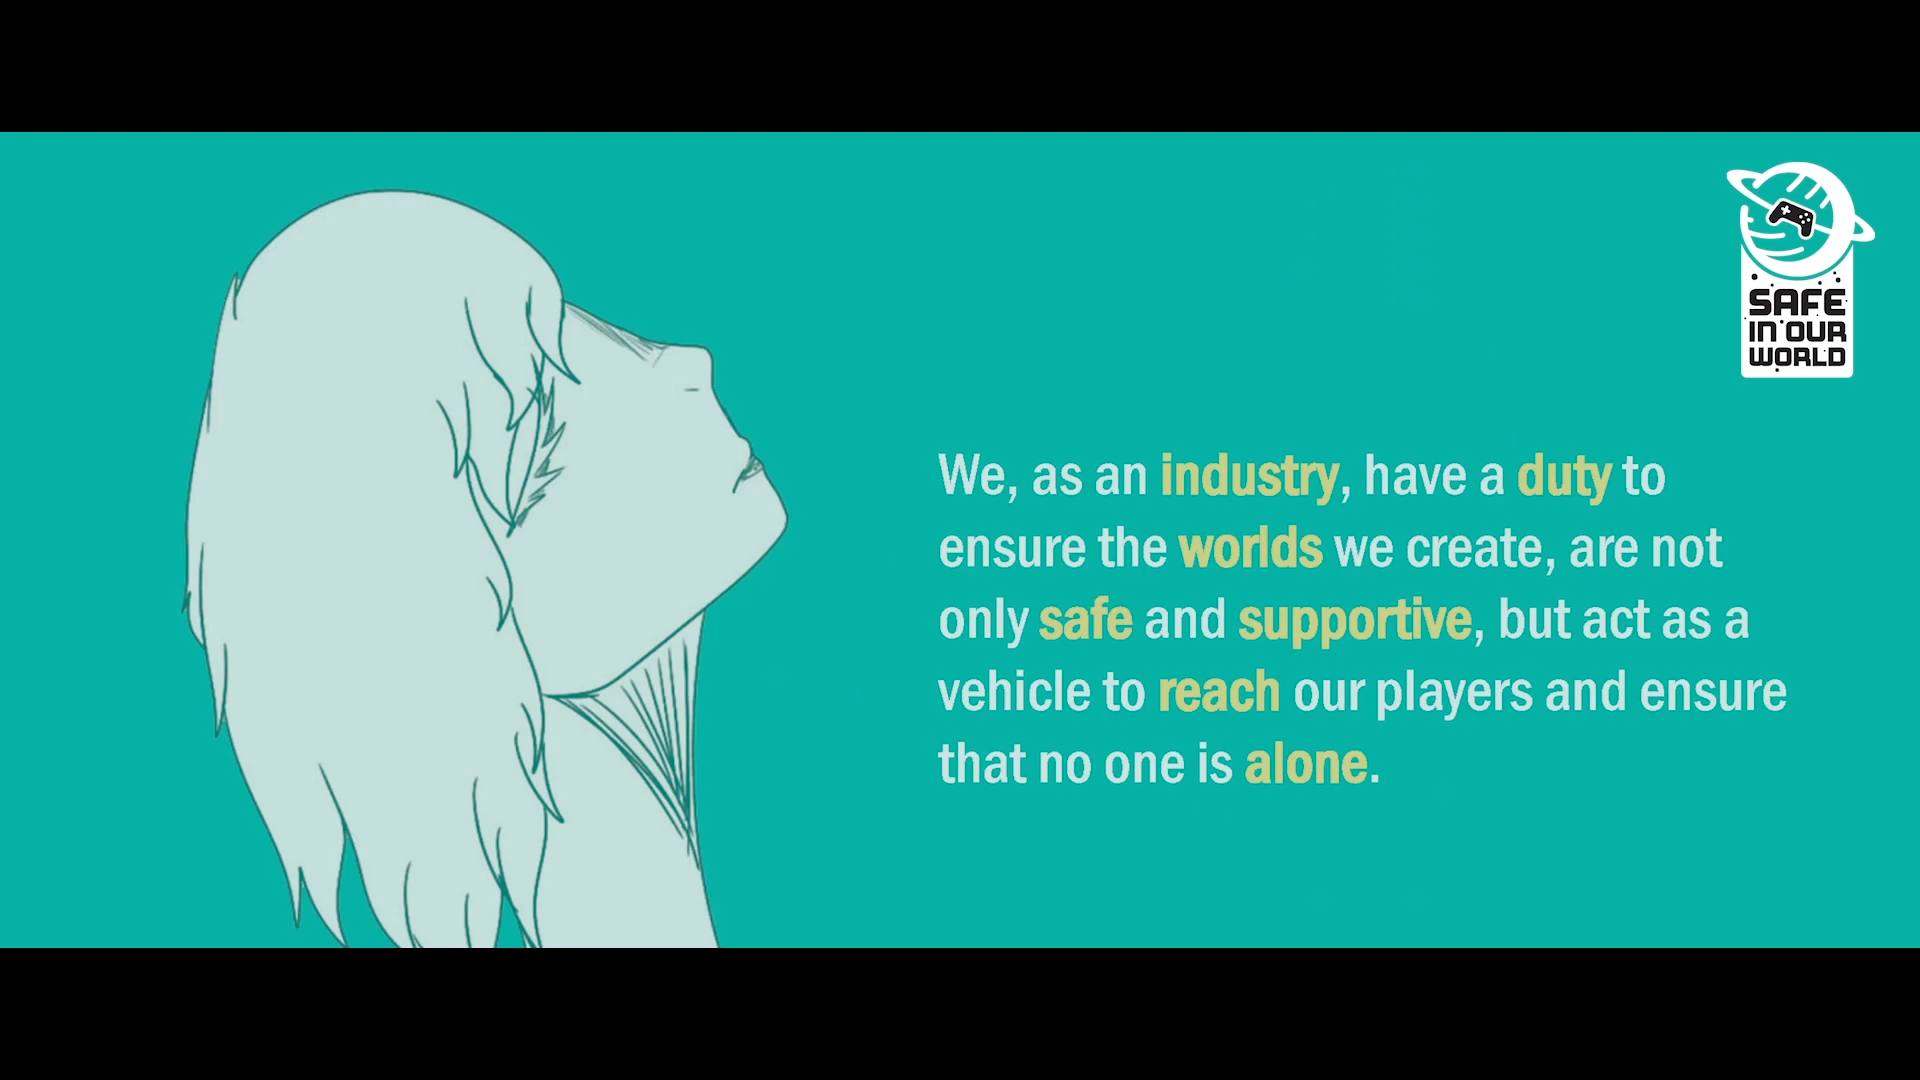 SAFE
IN OUR
WORLD
We, as an industry, have a duty to
ensure the worlds we create, are not
only safe and supportive, but act as a
vehicle to reach our players and ensure
that no one is alone.